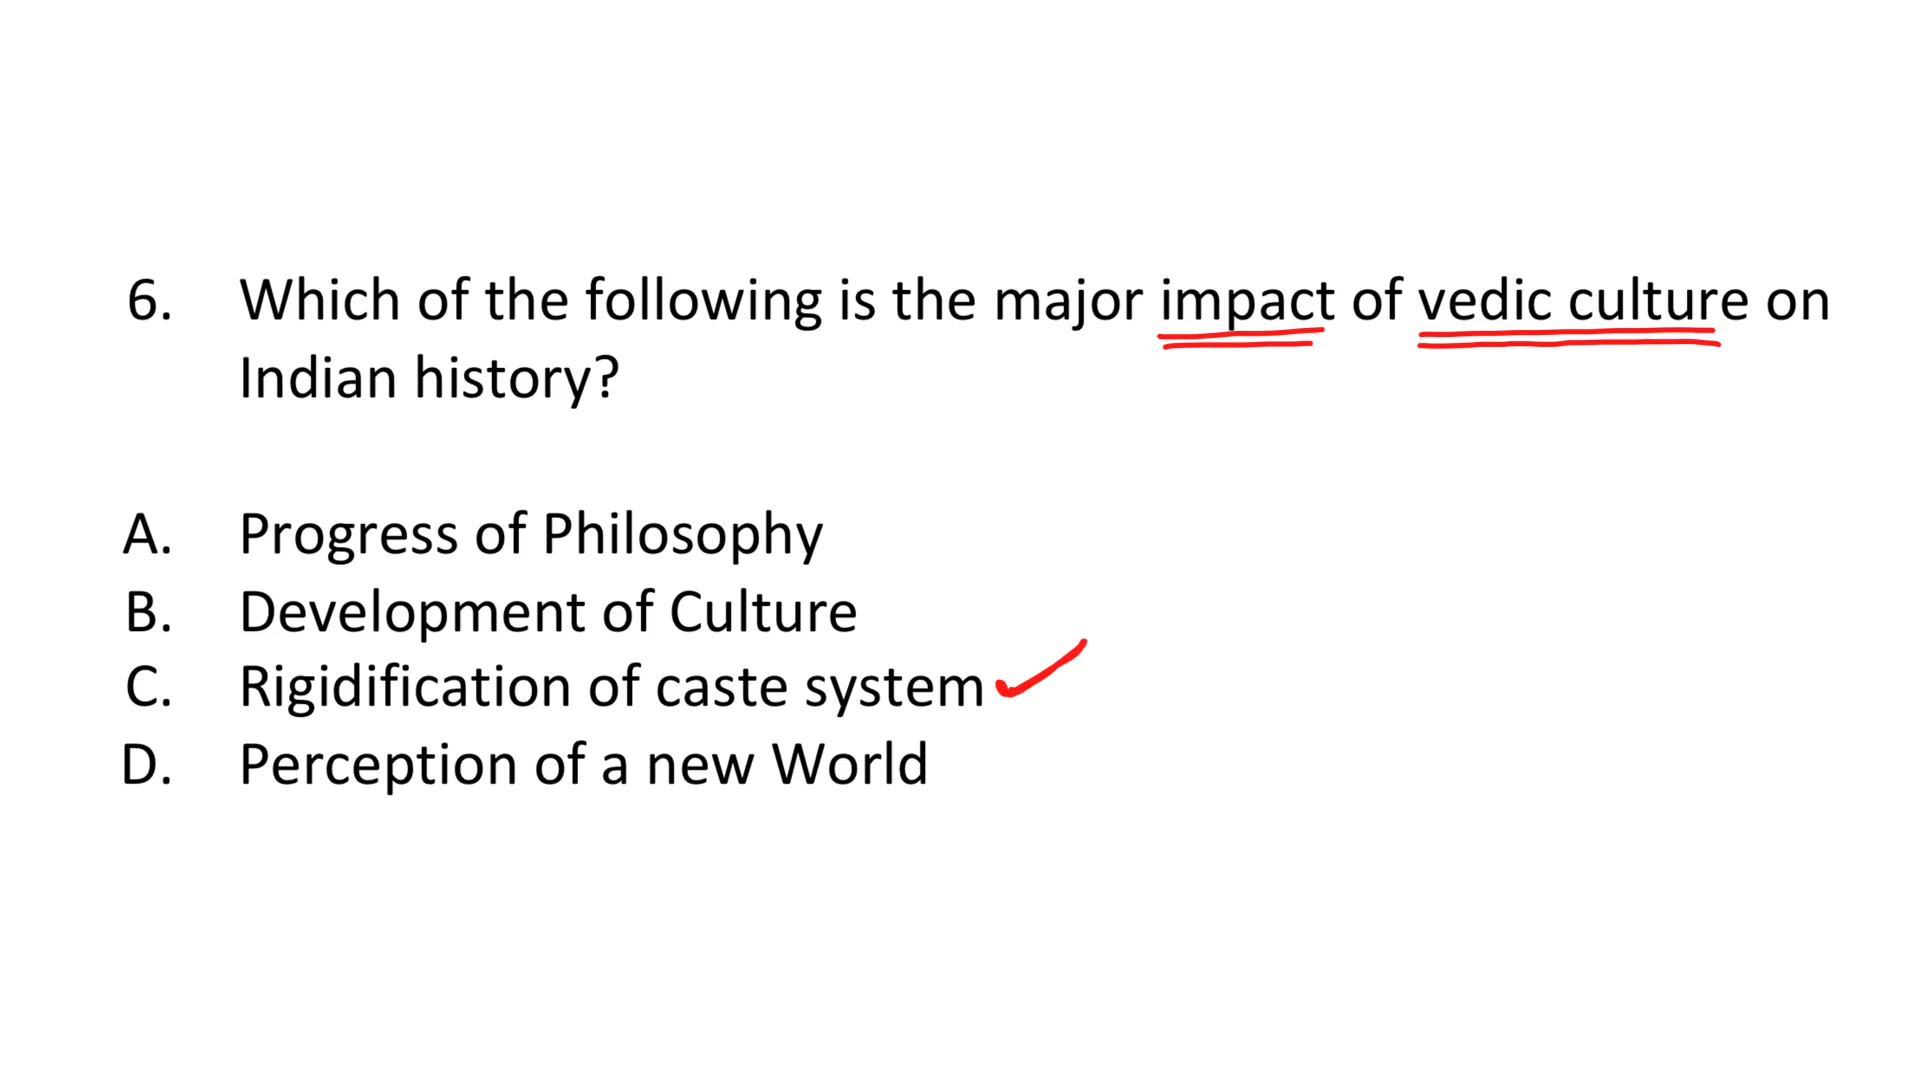 6. Which of the following is the major impact of vedic culture on
Indian history?
A. Progress of Philosophy
B. Development of Culture
C. Rigidification of caste system
D. Perception of a new World